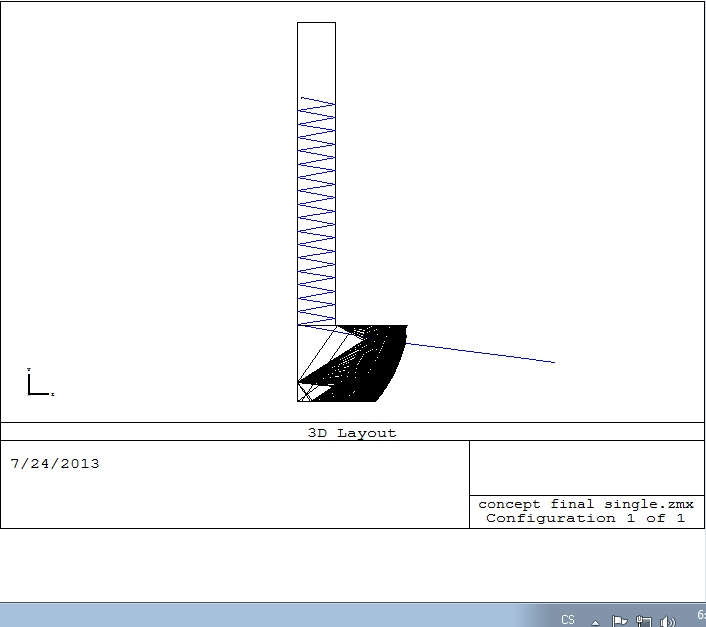 3D Layout
7/24/2013
concept final single.zmx
Configuration 1 of 1
CS